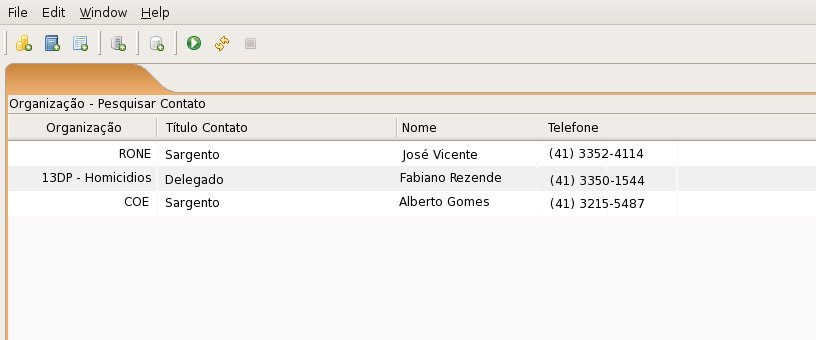 File Edit Window Help
Organização - Pesquisar Contato
Organização Título Contato Nome Telefone
RONE Sargento José Vicente (41) 3352-4114
13DP - Homicidios Delegado Fabiano Rezende (41) 3350-1544
COE Sargento Alberto Gomes (41) 3215-5487